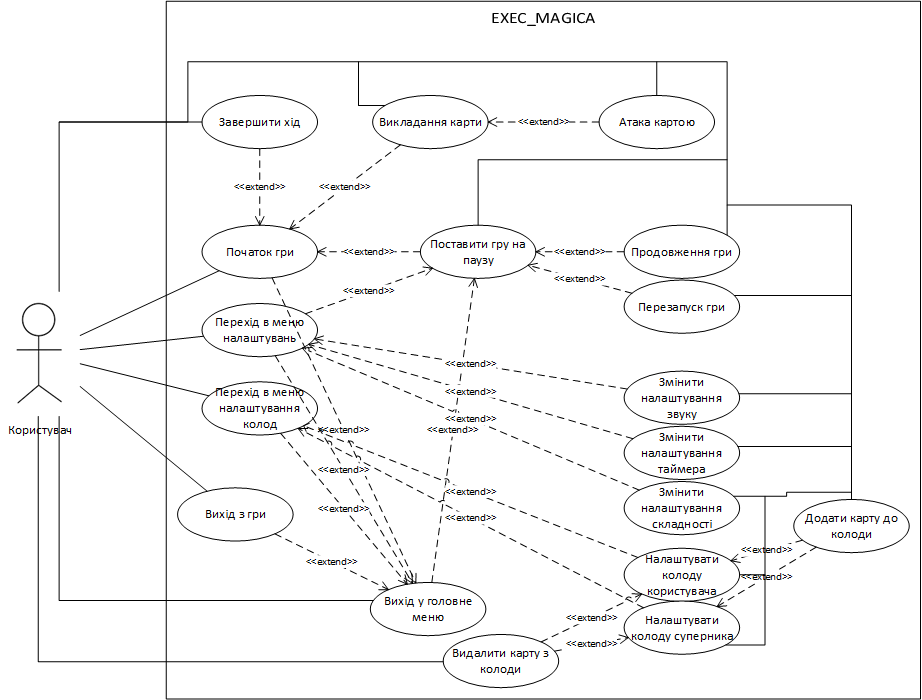 EXEC_MAGICA
Завершити хід
Викладання карти
<<extend>>
Атака картою
<<extend>>
<<extend>>
Початок гри
<<extend>>
Поставити гру на
паузу
<<extend>>
Продовження гри
<<extend>>
<<extend>>
Перезапуск гри
Перехід в меню
налаштувань
<<extend>>
Змінити
налаштування
звуку
<<extend>>
Перехід в меню
налаштування
колод
<<extend>>
<<extend>>
<<extend>>
Користувач
Змінити
налаштування
таймера
<<extend>>
<<extend>>
Змінити
налаштування
складності
<<extend>>
<<extend>>
Вихід з гри
Додати карту до
колоди
<<extend>>
<<extend>>
Налаштувати
колоду
користувача
<<extend>>
Вихід у головне
меню
<<extend>>
Налаштувати
колоду суперника
<<extend>>
Видалити карту з
колоди